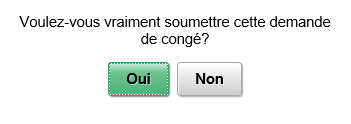 Voulez-vous vraiment soumettre cette demande
de congé?
Oui Non